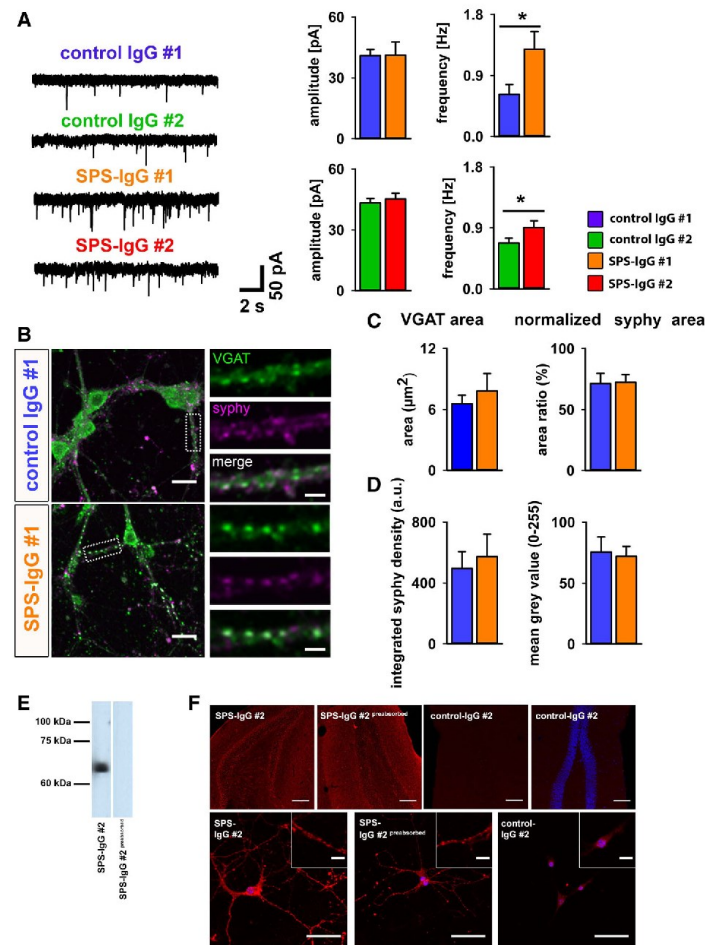 A
control IgG #1
control IgG #2
SPS-IgG #1
SPS-IgG #2
2 s
50 pA
amplitude [pA]
60
30
0
frequency [Hz]
1.8
0.9
0.0
*
amplitude [pA]
60
30
0
frequency [Hz]
1.8
0.9
0.0
*
control IgG #1
control IgG #2
SPS-IgG #1
SPS-IgG #2
B
control IgG #1
SPS-IgG #1
VGAT
syphy
merge
C
VGAT area
normalized syphy area
area (µm²)
12
6
0
area ratio (%)
100
50
0
D
integrated syphy density (a.u.)
800
400
0
mean grey value (0-255)
100
50
0
E
100 kDa
75 kDa
60 kDa
SPS-IgG #2
SPS-IgG #2 preabsorbed
F
SPS-IgG #2
SPS-IgG #2 preabsorbed
control-IgG #2
control-IgG #2
SPS-
IgG #2
SPS-
IgG #2 preabsorbed
control-
IgG #2